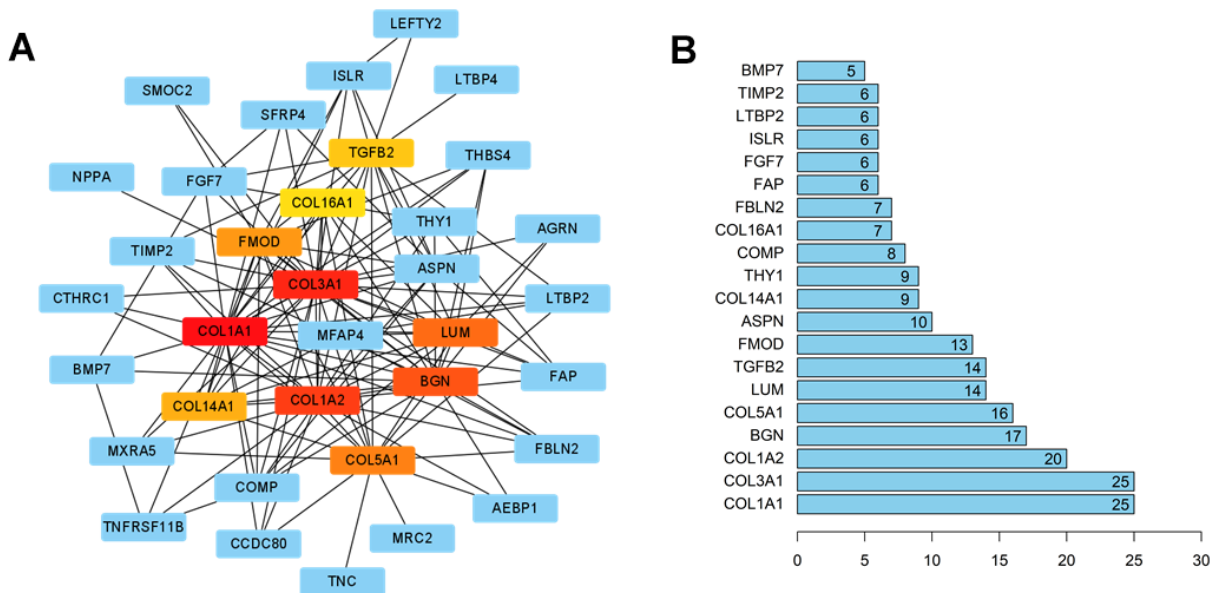 A
LEFTY2
ISLR
LTBP4
SMOC2
SFRP4
TGFB2
THBS4
NPPA
FGF7
COL16A1
THY1
AGRN
FMOD
TIMP2
ASPN
COL3A1
CTHRC1
LTBP2
COL1A1
MFAP4
LUM
BMP7
BGN
FAP
COL14A1
COL1A2
MXRA5
COL5A1
FBLN2
COMP
TNFRSF11B
AEBP1
CCDC80
MRC2
TNC
B
BMP7 5
TIMP2 6
LTBP2 6
ISLR 6
FGF7 6
FAP 6
FBLN2 7
COL16A1 7
COMP 8
THY1 9
COL14A1 9
ASPN 10
FMOD 13
TGFB2 14
LUM 14
COL5A1 16
BGN 17
COL1A2 20
COL3A1 25
COL1A1 25
0 5 10 15 20 25 30